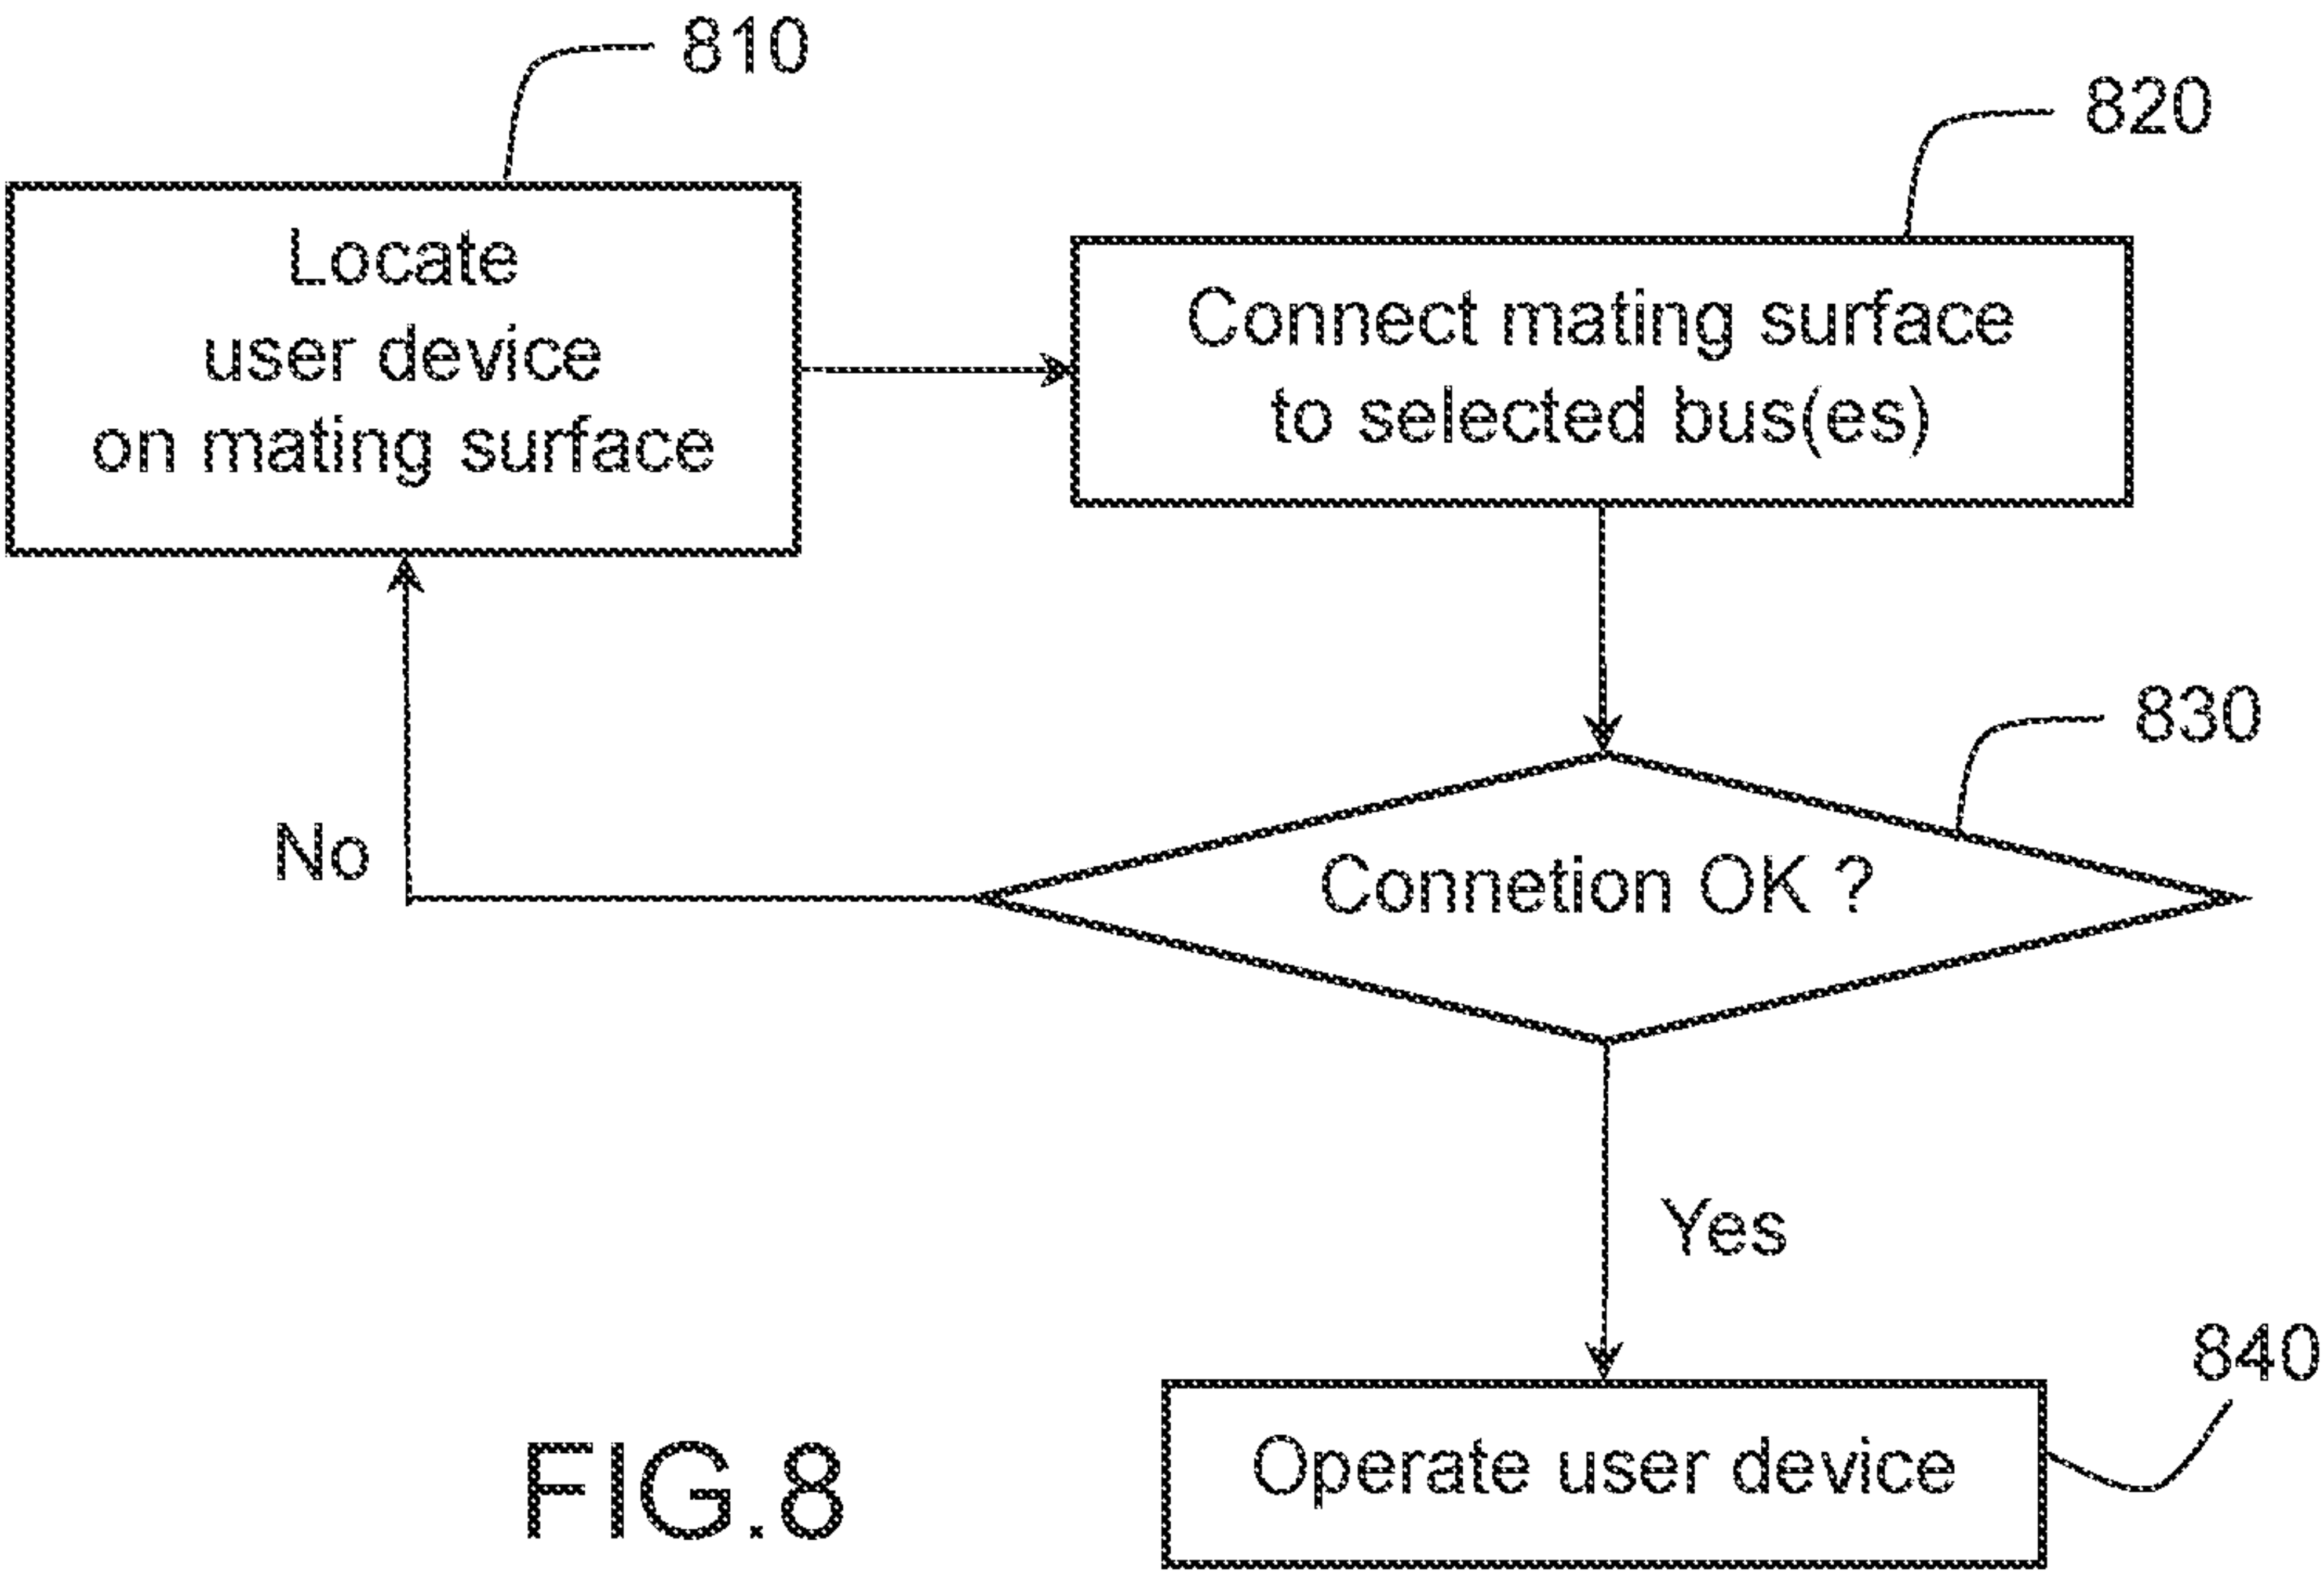 810
820
Locate
user device
on mating surface
Connect mating surface
to selected bus(es)
830
No
Connetion OK ?
Yes
840
Operate user device
FIG.8